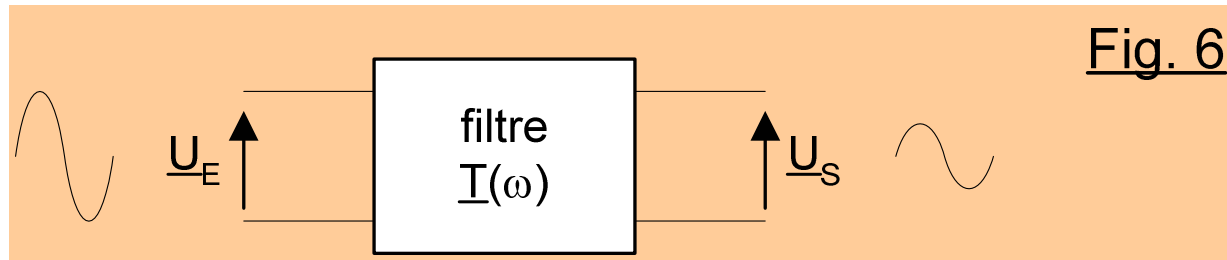 Fig. 6
filtre
U_E
T(ω)
U_S